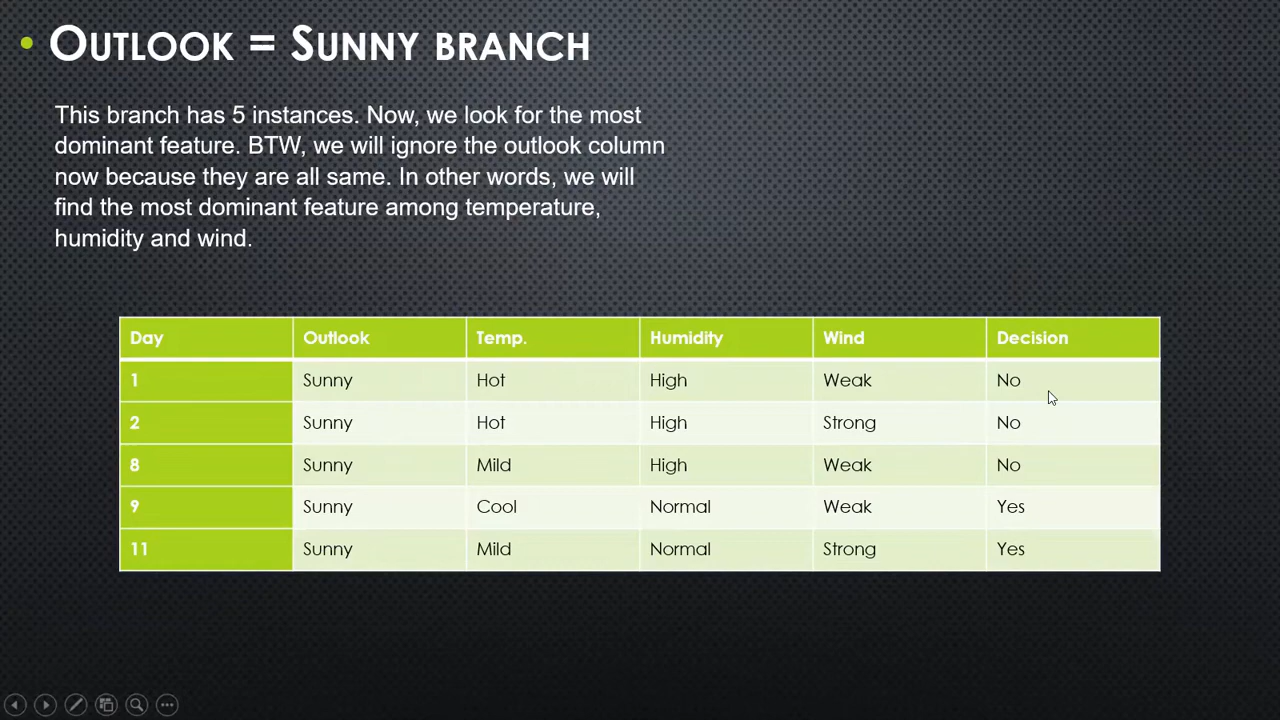 OUTLOOK = SUNNY BRANCH
This branch has 5 instances. Now, we look for the most
dominant feature. BTW, we will ignore the outlook column
now because they are all same. In other words, we will
find the most dominant feature among temperature,
humidity and wind.
Day Outlook Temp. Humidity Wind Decision
1 Sunny Hot High Weak No
2 Sunny Hot High Strong No
8 Sunny Mild High Weak No
9 Sunny Cool Normal Weak Yes
11 Sunny Mild Normal Strong Yes